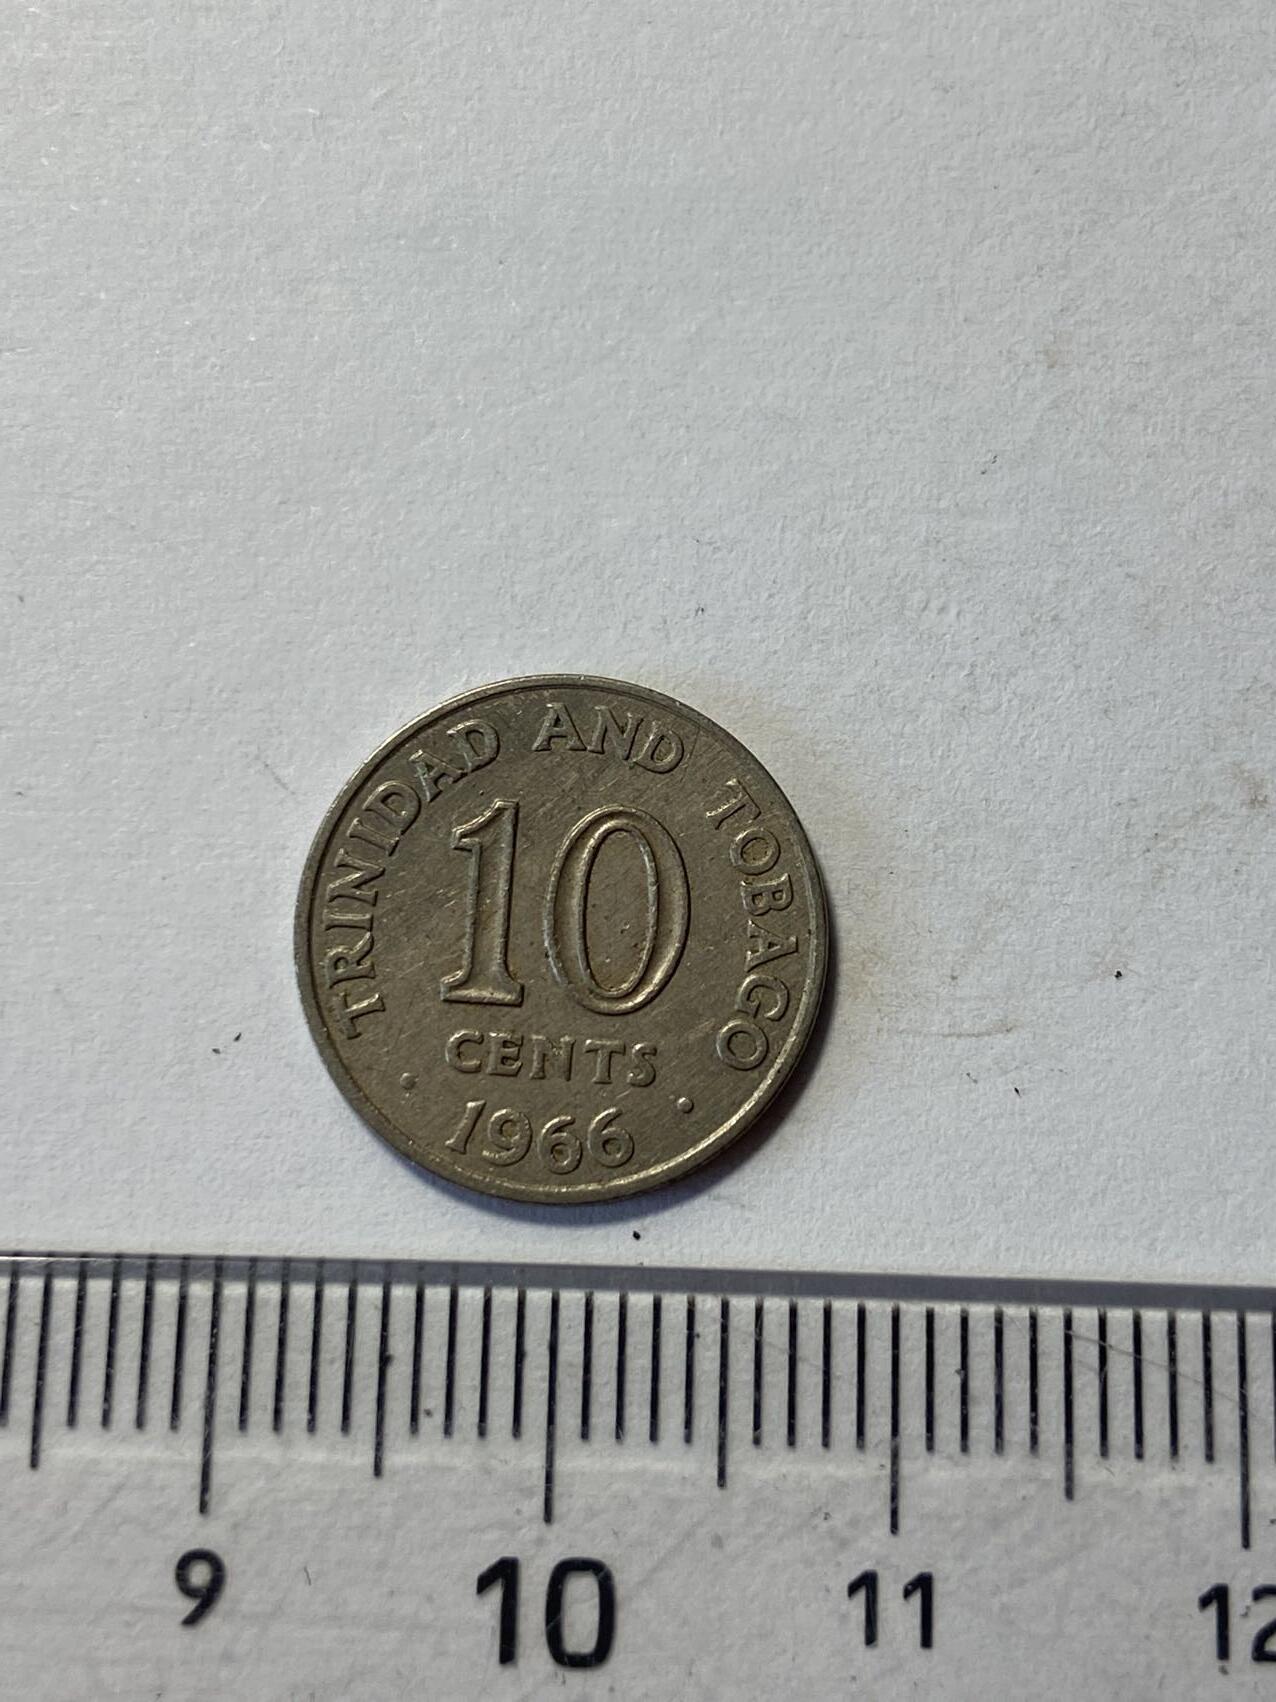 TRINIDAD AND TOBAGO
10
CENTS
· 1966 ·
9 10 11 12